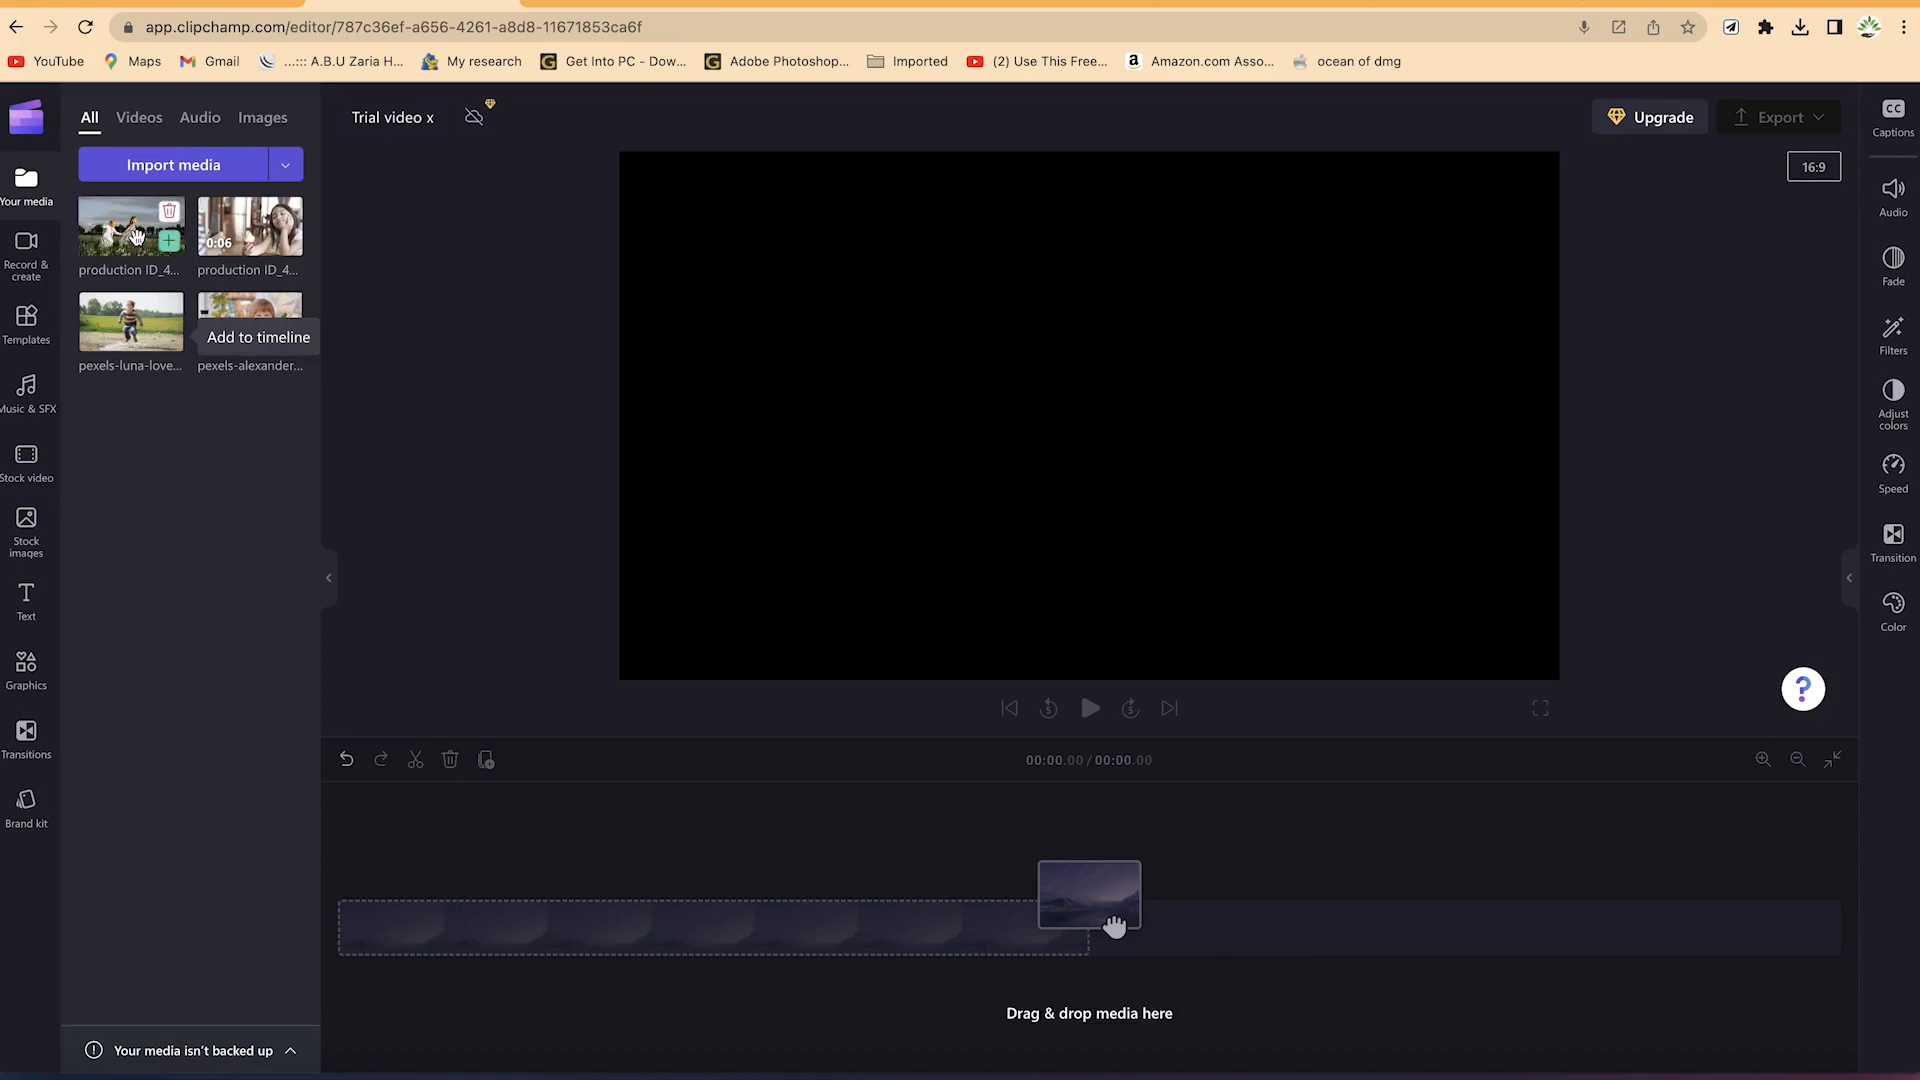 app.clipchamp.com/editor/787c36ef-a656-4261-a8d8-11671853ca6f
YouTube
Maps
Gmail
...::: A.B.U Zaria H...
My research
Get Into PC - Dow...
Adobe Photoshop...
Imported
(2) Use This Free...
a
Amazon.com Asso...
ocean of dmg
All
Videos
Audio
Images
Import media
Your media
Record &
create
Templates
Music & SFX
Stock video
Stock
images
Text
Graphics
Transitions
Brand kit
0:06
production ID_4...
production ID_4...
Add to timeline
pexels-luna-love...
pexels-alexander...
Your media isn't backed up
Trial video x
Upgrade
Export
16:9
5
5
?
00:00.00 / 00:00.00
Drag & drop media here
CC
Captions
Audio
Fade
Filters
Adjust
colors
Speed
Transition
Color